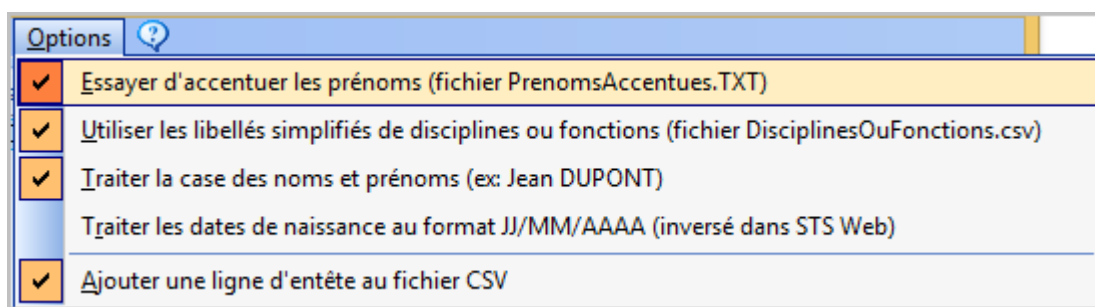 Options
Essayer d'accentuer les prénoms (fichier PrenomsAccentues.TXT)
Utiliser les libellés simplifiés de disciplines ou fonctions (fichier DisciplinesOuFonctions.csv)
Traiter la case des noms et prénoms (ex: Jean DUPONT)
Traiter les dates de naissance au format JJ/MM/AAAA (inversé dans STS Web)
Ajouter une ligne d'entête au fichier CSV